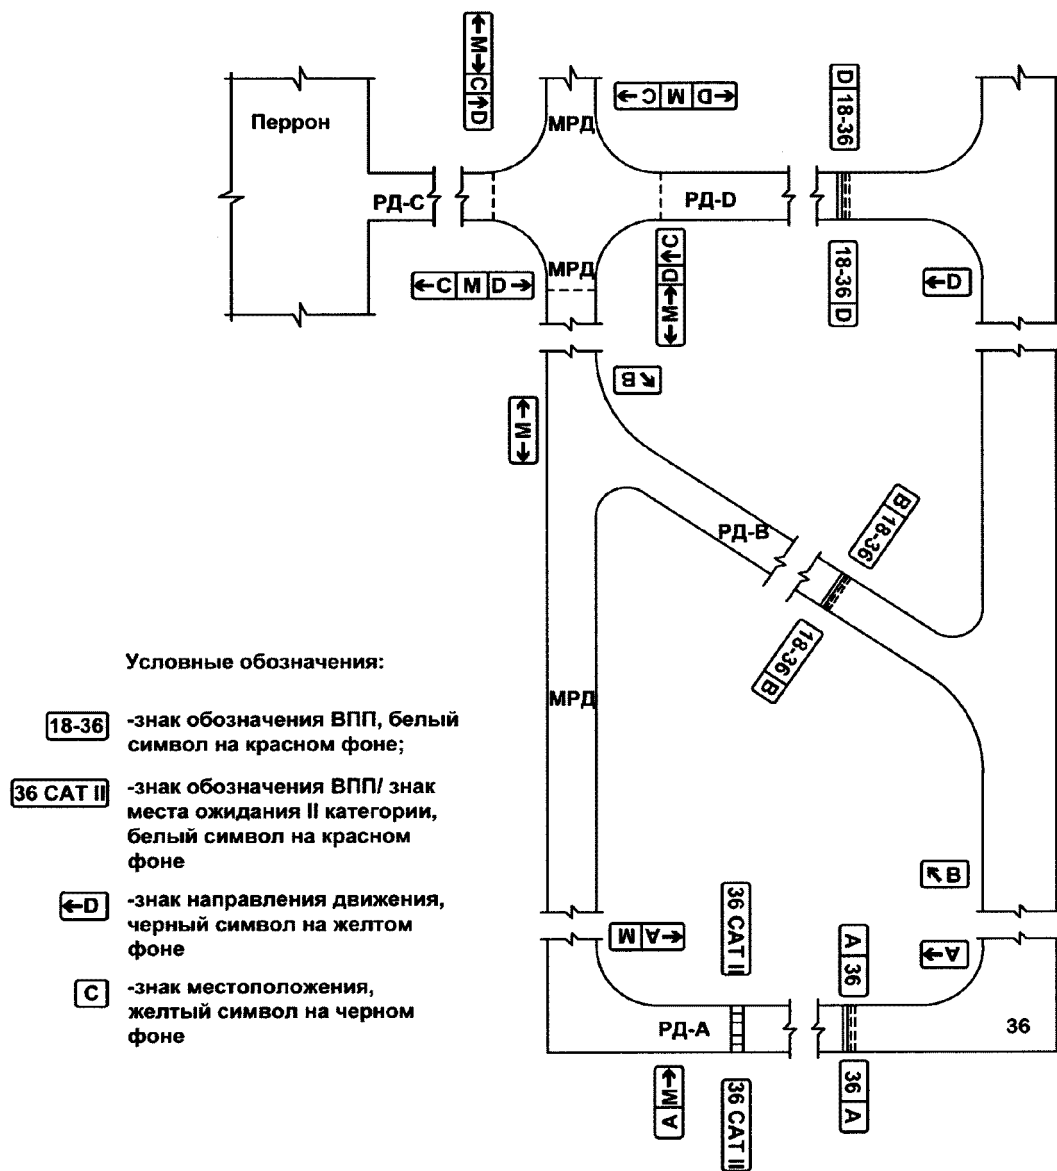 ←M→C↗D
←D→ M C→
D 18-36
Перрон
МРД
РД-C
РД-D
МРД
←C M D→
←M→ D↗C
18-36 D
←D
↖B
←M→
B 18-36
РД-B
18-36 B
Условные обозначения:
МРД
18-36 -знак обозначения ВПП, белый
символ на красном фоне;
36 CAT II -знак обозначения ВПП/ знак
места ожидания II категории,
белый символ на красном
фоне
↖B
←D -знак направления движения,
черный символ на желтом
фоне
←A M
36 CAT II
A 36
←A
C -знак местоположения,
желтый символ на черном
фоне
РД-A
36
A M→
36 CAT II
36 A